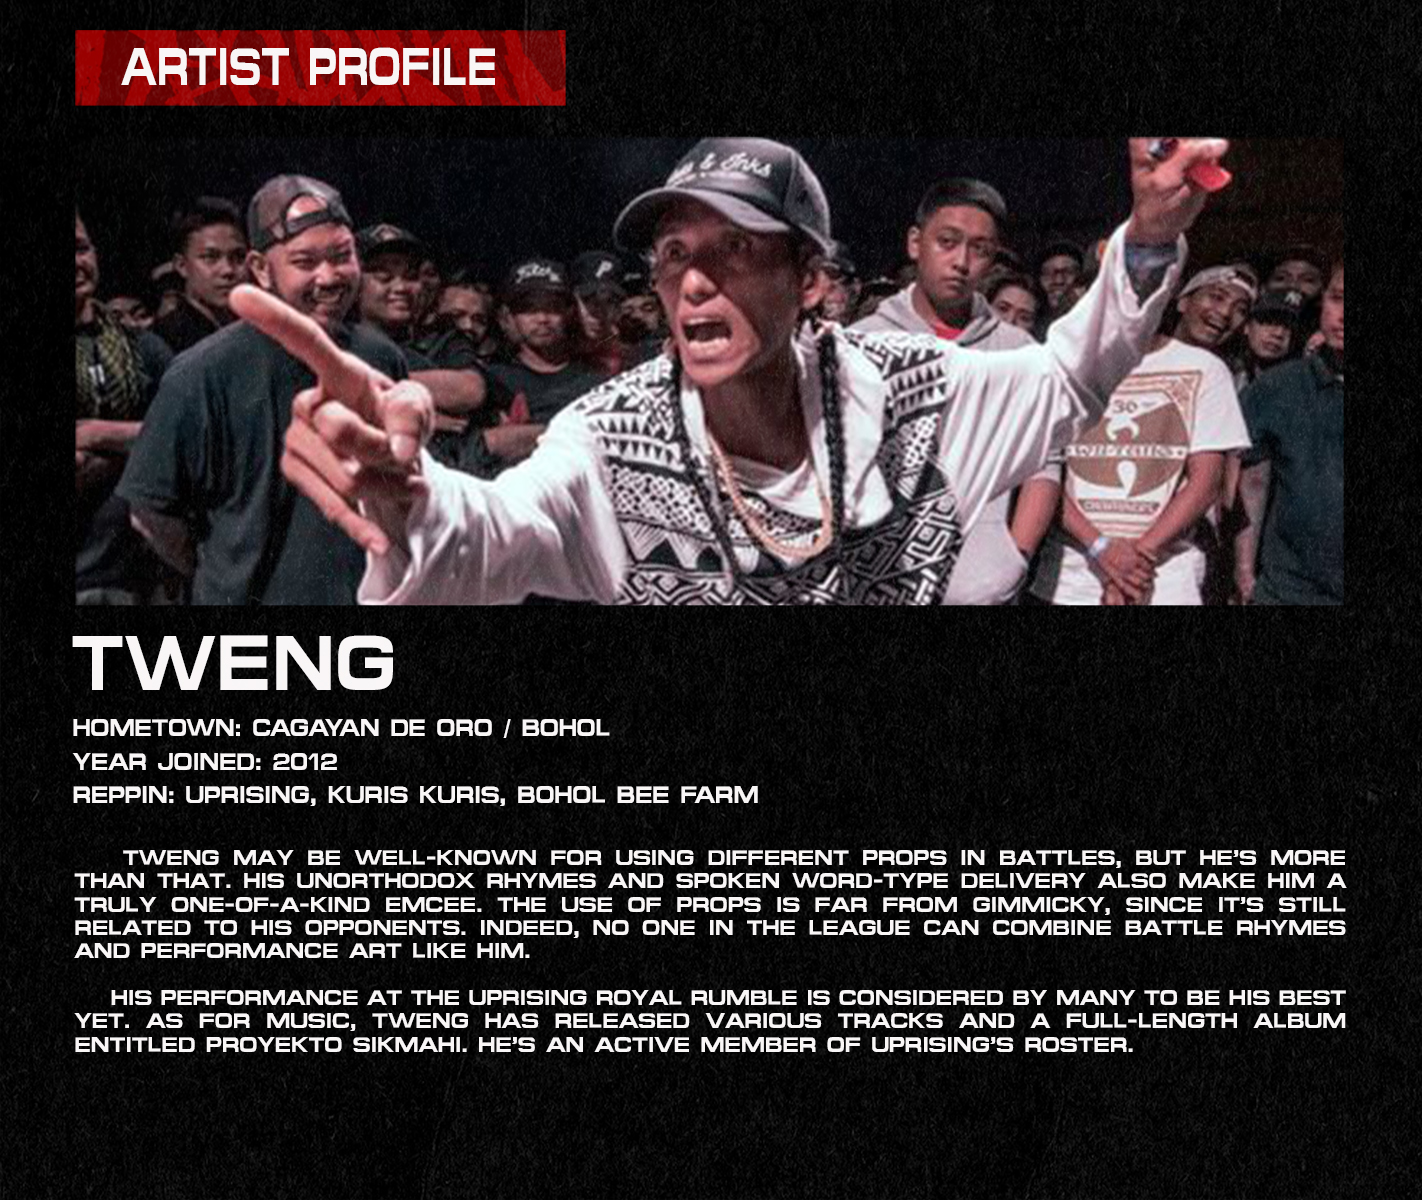 ARTIST PROFILE
& Inks
P
30
WU-TANG
TWENG
HOMETOWN: CAGAYAN DE ORO / BOHOL
YEAR JOINED: 2012
REPPIN: UPRISING, KURIS KURIS, BOHOL BEE FARM
TWENG MAY BE WELL-KNOWN FOR USING DIFFERENT PROPS IN BATTLES, BUT HE'S MORE
THAN THAT. HIS UNORTHODOX RHYMES AND SPOKEN WORD-TYPE DELIVERY ALSO MAKE HIM A
TRULY ONE-OF-A-KIND EMCEE. THE USE OF PROPS IS FAR FROM GIMMICKY, SINCE IT'S STILL
RELATED TO HIS OPPONENTS. INDEED, NO ONE IN THE LEAGUE CAN COMBINE BATTLE RHYMES
AND PERFORMANCE ART LIKE HIM.
HIS PERFORMANCE AT THE UPRISING ROYAL RUMBLE IS CONSIDERED BY MANY TO BE HIS BEST
YET. AS FOR MUSIC, TWENG HAS RELEASED VARIOUS TRACKS AND A FULL-LENGTH ALBUM
ENTITLED PROYEKTO SIKMAHI. HE'S AN ACTIVE MEMBER OF UPRISING'S ROSTER.